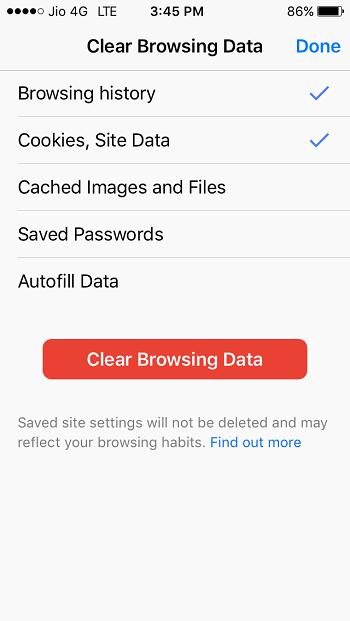 Jio 4G LTE 3:45 PM 86%
Clear Browsing Data Done
Browsing history
Cookies, Site Data
Cached Images and Files
Saved Passwords
Autofill Data
Clear Browsing Data
Saved site settings will not be deleted and may
reflect your browsing habits. Find out more